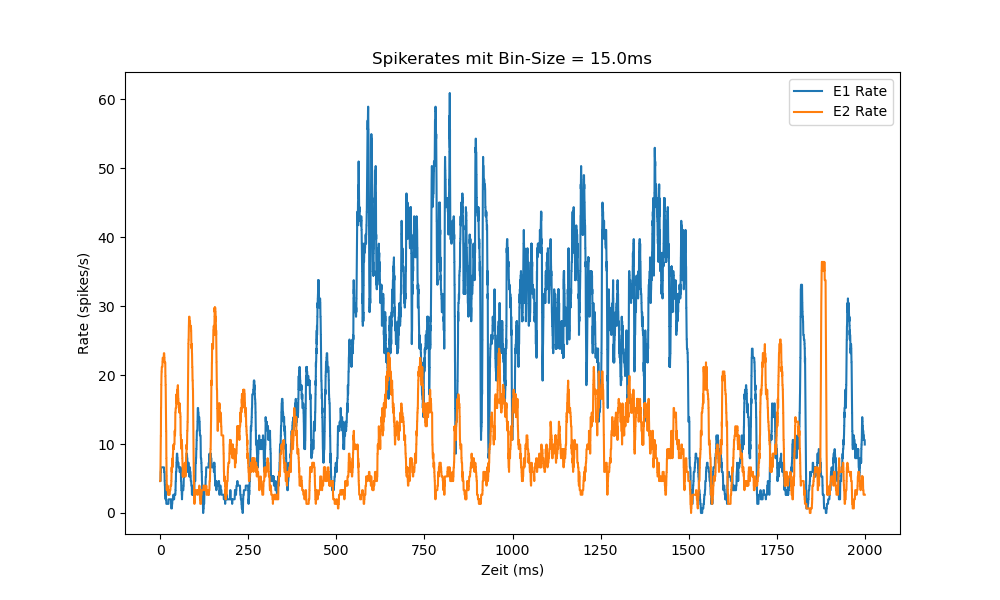 Spikerates mit Bin-Size = 15.0ms
E1 Rate
E2 Rate
60
50
40
30
20
10
0
Rate (spikes/s)
0 250 500 750 1000 1250 1500 1750 2000
Zeit (ms)